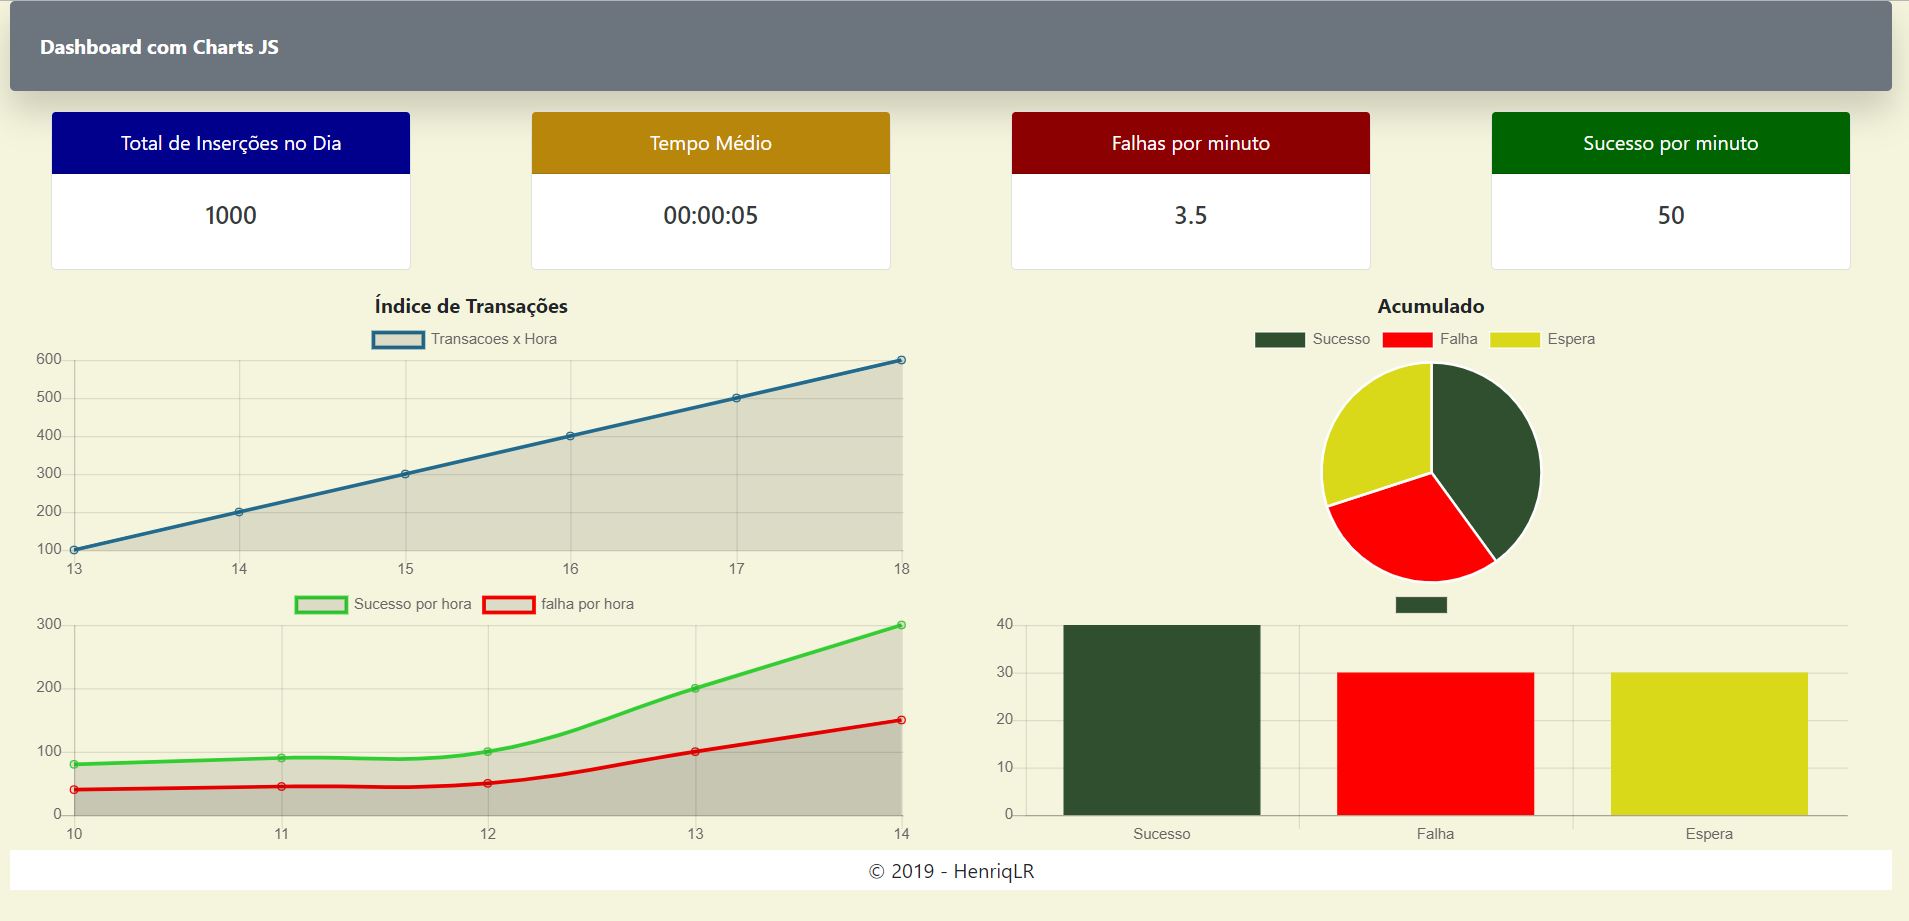 Dashboard com Charts JS
Total de Inserções no Dia
1000
Tempo Médio
00:00:05
Falhas por minuto
3.5
Sucesso por minuto
50
Índice de Transações
Transacoes x Hora
600
500
400
300
200
100
13 14 15 16 17 18
Sucesso por hora falha por hora
300
200
100
0
10 11 12 13 14
Acumulado
Sucesso Falha Espera
40
30
20
10
0
Sucesso Falha Espera
© 2019 - HenriqLR